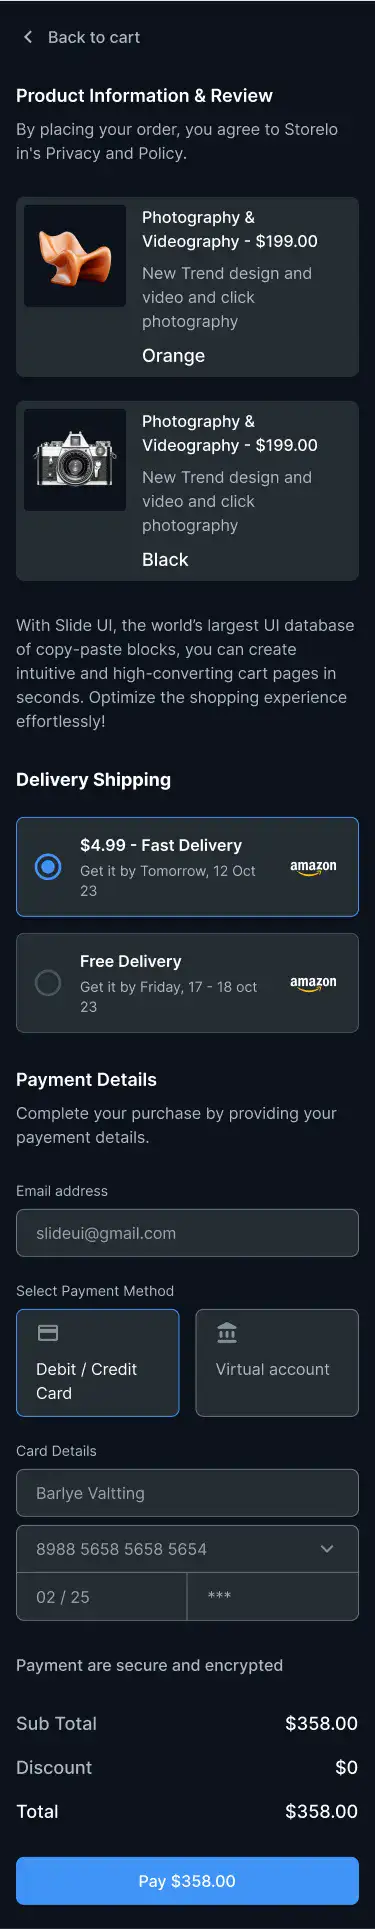 Back to cart
Product Information & Review
By placing your order, you agree to Storelo
in's Privacy and Policy.
Photography &
Videography - $199.00
New Trend design and
video and click
photography
Orange
Photography &
Videography - $199.00
New Trend design and
video and click
photography
Black
With Slide UI, the world’s largest UI database
of copy-paste blocks, you can create
intuitive and high-converting cart pages in
seconds. Optimize the shopping experience
effortlessly!
Delivery Shipping
$4.99 - Fast Delivery
Get it by Tomorrow, 12 Oct
23
amazon
Free Delivery
Get it by Friday, 17 - 18 oct
23
amazon
Payment Details
Complete your purchase by providing your
payement details.
Email address
slideui@gmail.com
Select Payment Method
Debit / Credit
Card
Virtual account
Card Details
Barlye Valtting
8988 5658 5658 5654
02 / 25
***
Payment are secure and encrypted
Sub Total $358.00
Discount $0
Total $358.00
Pay $358.00